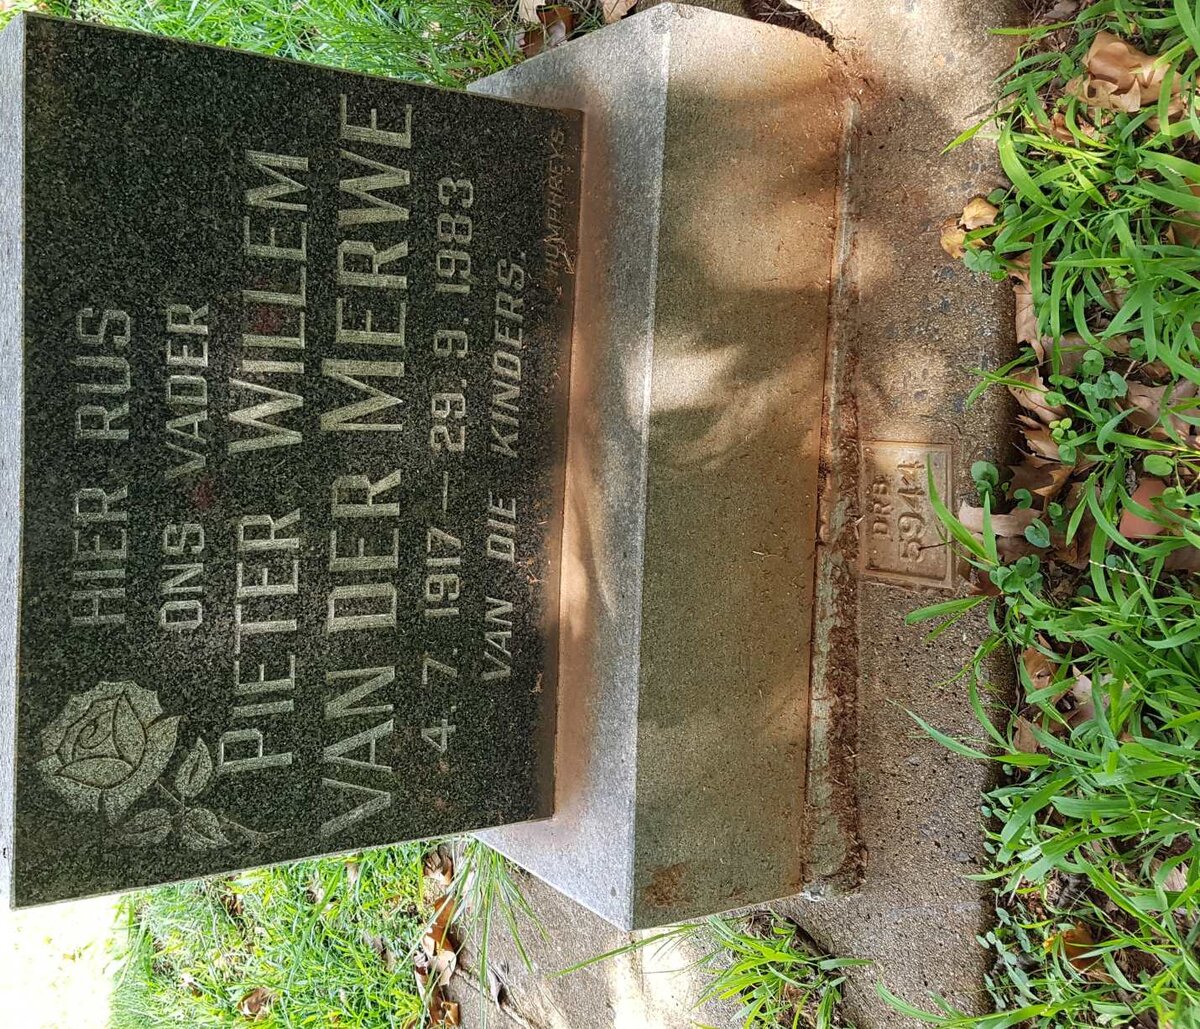 HIER RUS
ONS VADER
PIETER WILLEM
VAN DER MERWE
4. 7. 1917 — 29. 9. 1983
VAN DIE KINDERS.
HUMPHREYS
DRB
5944